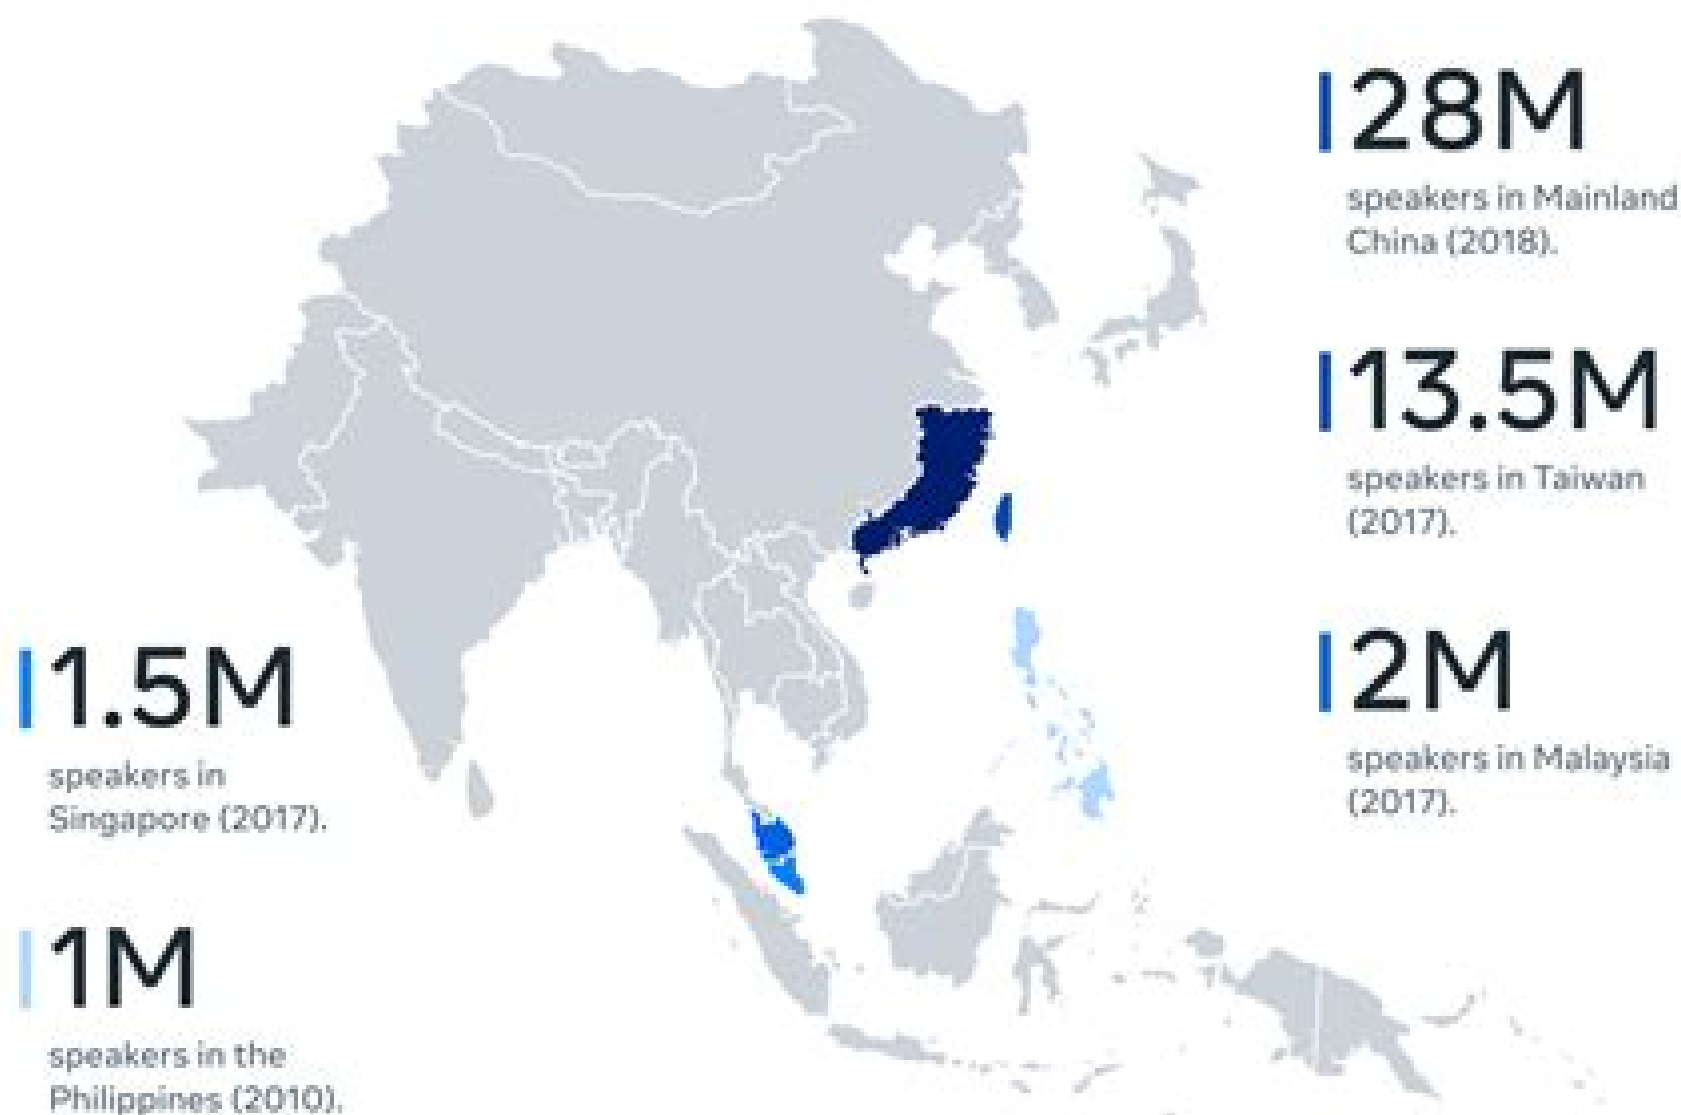 28M
speakers in Mainland
China (2018).
13.5M
speakers in Taiwan
(2017).
2M
speakers in Malaysia
(2017).
1.5M
speakers in
Singapore (2017).
1M
speakers in the
Philippines (2010).